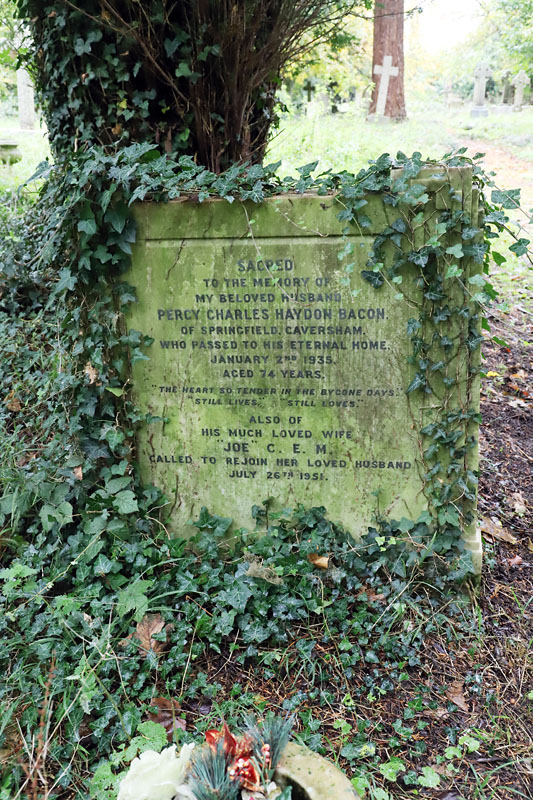 SACRED
TO THE MEMORY OF
MY BELOVED HUSBAND
PERCY CHARLES HAYDON BACON.
OF SPRINGFIELD, CAVERSHAM,
WHO PASSED TO HIS ETERNAL HOME,
JANUARY 2ND 1935.
AGED 74 YEARS.
"THE HEART SO TENDER IN THE BYGONE DAYS."
"STILL LIVES." "STILL LOVES."
ALSO OF
HIS MUCH LOVED WIFE
"JOE" C. E. M.
CALLED TO REJOIN HER LOVED HUSBAND
JULY 26TH 1951.